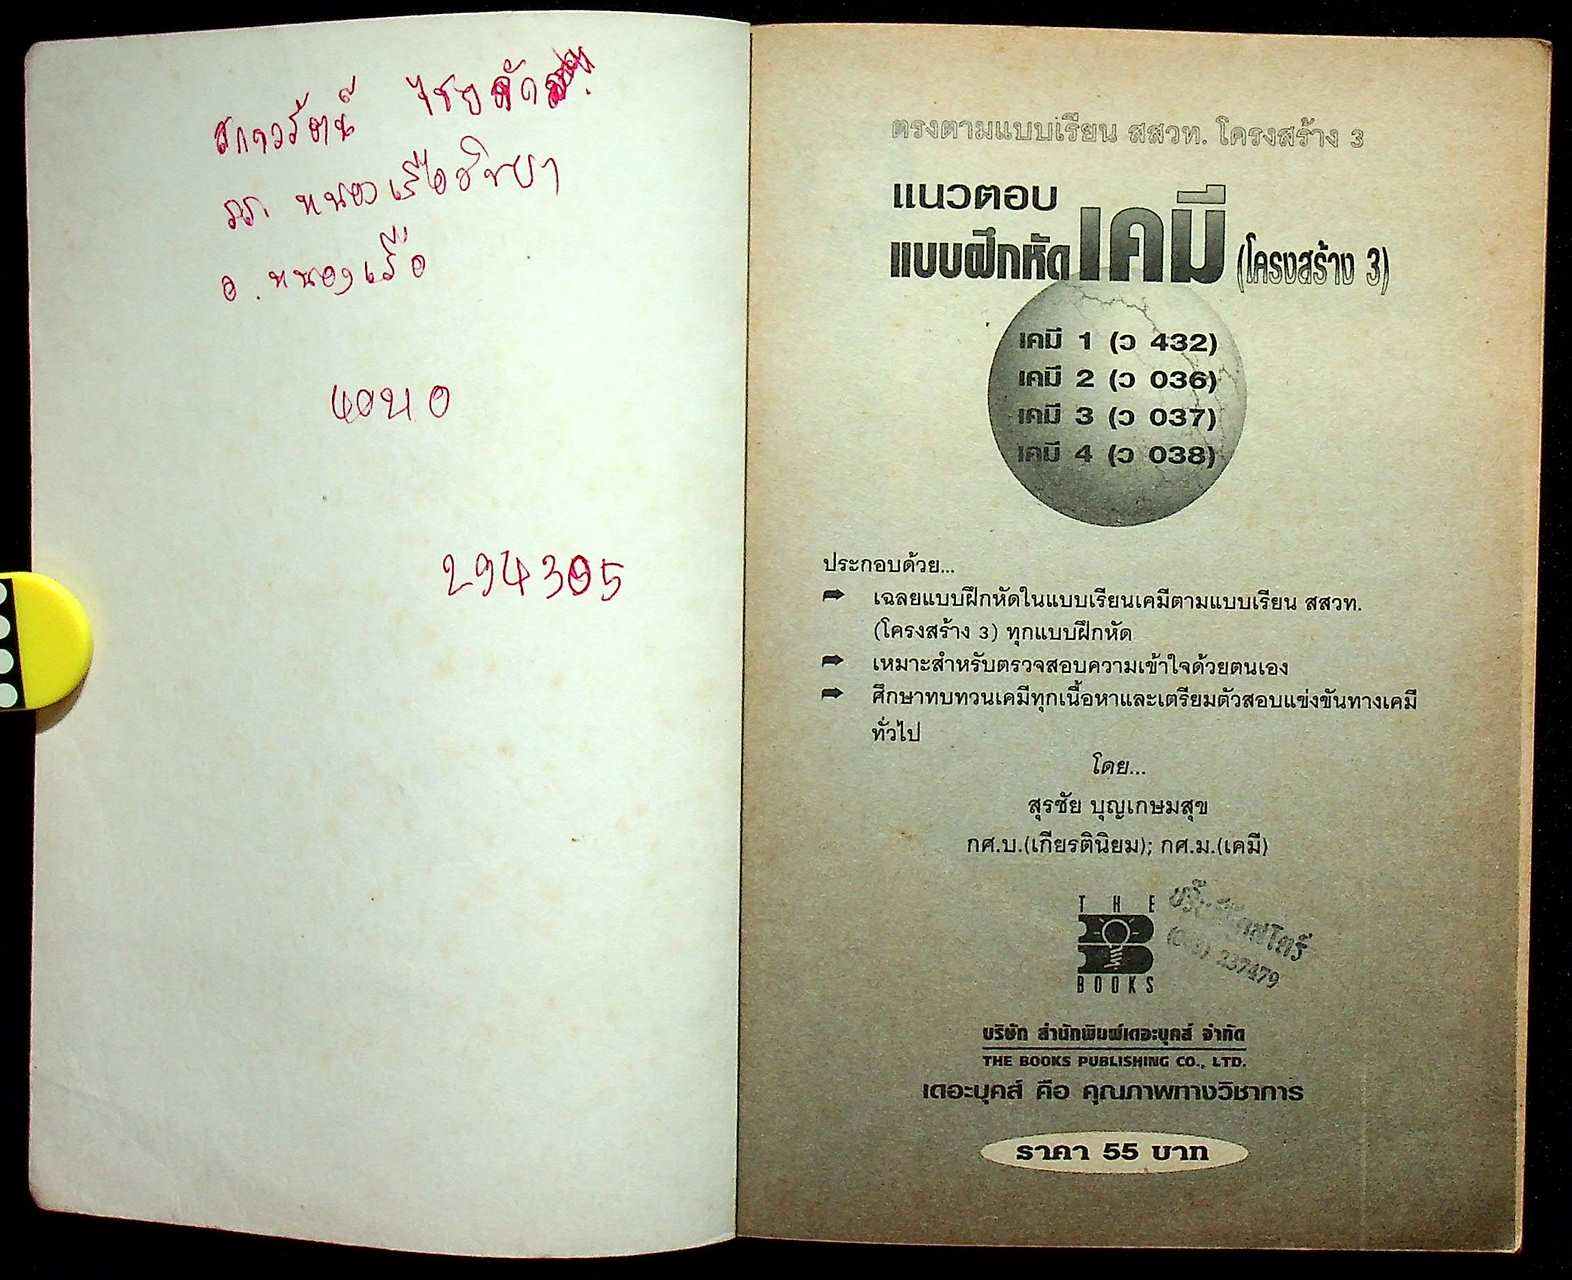 สกาวรัตน์ ไชย
รร. หนองเรือวิทยา
อ. หนองเรือ
294305
ตรงตามแบบเรียน สสวท. โครงสร้าง 3
แนวตอบ
แบบฝึกหัด เคมี (โครงสร้าง 3)
เคมี 1 (ว 432)
เคมี 2 (ว 036)
เคมี 3 (ว 037)
เคมี 4 (ว 038)
ประกอบด้วย...
เฉลยแบบฝึกหัดในแบบเรียนเคมีตามแบบเรียน สสวท.
(โครงสร้าง 3) ทุกแบบฝึกหัด
เหมาะสำหรับตรวจสอบความเข้าใจด้วยตนเอง
ศึกษาทบทวนเคมีทุกเนื้อหาและเตรียมตัวสอบแข่งขันทางเคมี
ทั่วไป
โดย...
สุรชัย บุญเกษมสุข
กศ.บ.(เกียรตินิยม); กศ.ม.(เคมี)
THE
BOOKS
237479
บริษัท สำนักพิมพ์เดอะบุคส์ จำกัด
THE BOOKS PUBLISHING CO., LTD.
เดอะบุคส์ คือ คุณภาพทางวิชาการ
ราคา 55 บาท